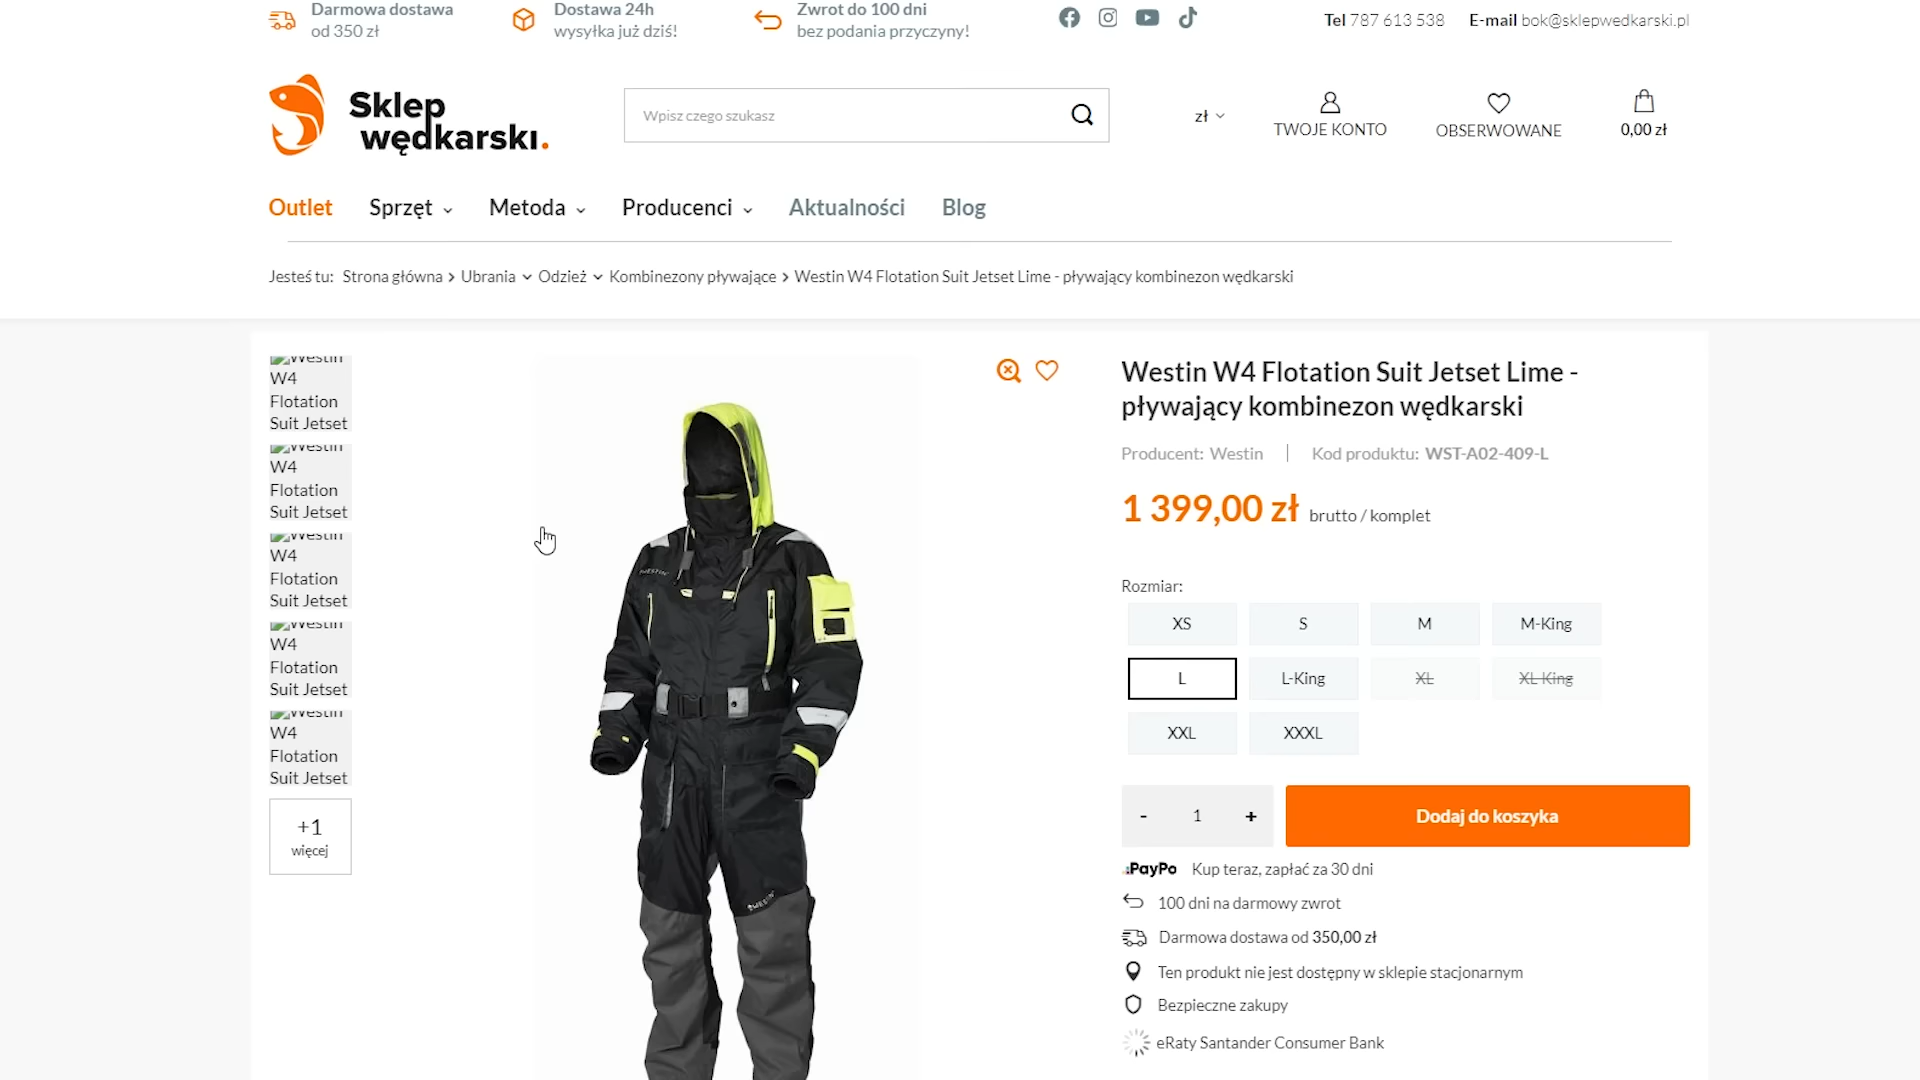 Darmowa dostawa
od 350 zł
Dostawa 24h
wysyłka już dziś!
Zwrot do 100 dni
bez podania przyczyny!
Tel 787 613 538 E-mail bok@sklepwedkarski.pl
Sklep
wędkarski.
Wpisz czego szukasz
zł
TWOJE KONTO
OBSERWOWANE
0,00 zł
Outlet Sprzęt Metoda Producenci Aktualności Blog
Jesteś tu: Strona główna Ubrania Odzież Kombinezony pływające Westin W4 Flotation Suit Jetset Lime - pływający kombinezon wędkarski
Westin
W4
Flotation
Suit Jetset
Westin
W4
Flotation
Suit Jetset
Westin
W4
Flotation
Suit Jetset
Westin
W4
Flotation
Suit Jetset
Westin
W4
Flotation
Suit Jetset
+1
więcej
WESTIN
WESTIN
Westin W4 Flotation Suit Jetset Lime -
pływający kombinezon wędkarski
Producent: Westin | Kod produktu: WST-A02-409-L
1 399,00 zł brutto / komplet
Rozmiar:
XS S M M-King
L L-King XL XL-King
XXL XXXL
- 1 + Dodaj do koszyka
PayPo Kup teraz, zapłać za 30 dni
100 dni na darmowy zwrot
Darmowa dostawa od 350,00 zł
Ten produkt nie jest dostępny w sklepie stacjonarnym
Bezpieczne zakupy
eRaty Santander Consumer Bank